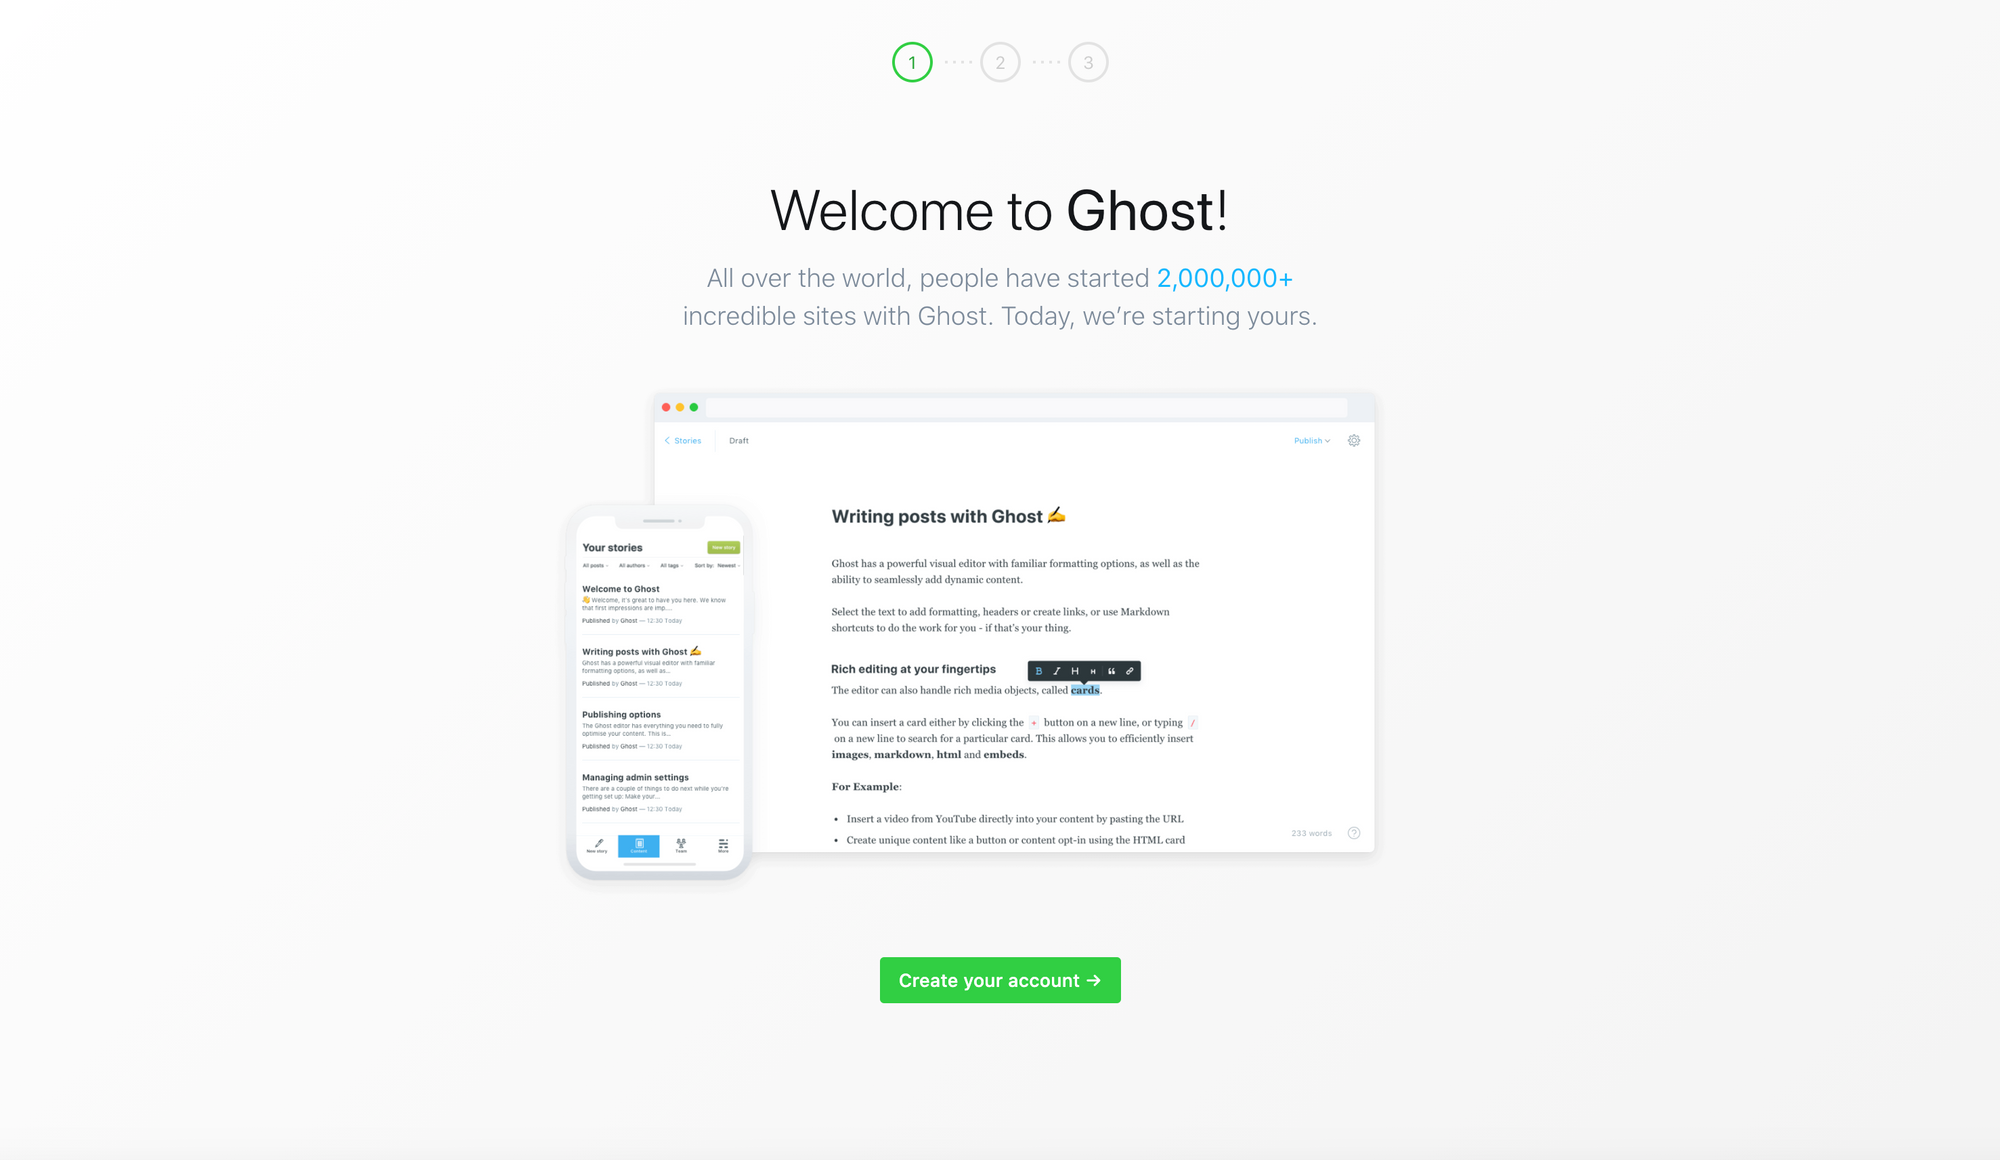 1 2 3
Welcome to Ghost!
All over the world, people have started 2,000,000+
incredible sites with Ghost. Today, we’re starting yours.
Stories
Draft
Publish
Writing posts with Ghost ✍️
Ghost has a powerful visual editor with familiar formatting options, as well as the
ability to seamlessly add dynamic content.
Select the text to add formatting, headers or create links, or use Markdown
shortcuts to do the work for you - if that’s your thing.
Rich editing at your fingertips
B I H H “
The editor can also handle rich media objects, called cards.
You can insert a card either by clicking the + button on a new line, or typing /
on a new line to search for a particular card. This allows you to efficiently insert
images, markdown, html and embeds.
For Example:
• Insert a video from YouTube directly into your content by pasting the URL
• Create unique content like a button or content opt-in using the HTML card
233 words ?
Your stories
New story
All posts All authors All tags Sort by: Newest
Welcome to Ghost
👋 Welcome, it's great to have you here. We know
that first impressions are imp....
Published by Ghost — 12:30 Today
Writing posts with Ghost ✍️
Ghost has a powerful visual editor with familiar
formatting options, as well as...
Published by Ghost — 12:30 Today
Publishing options
The Ghost editor has everything you need to fully
optimise your content. This is...
Published by Ghost — 12:30 Today
Managing admin settings
There are a couple of things to do next while you're
getting set up: Make your...
Published by Ghost — 12:30 Today
New story Content Team More
Create your account →